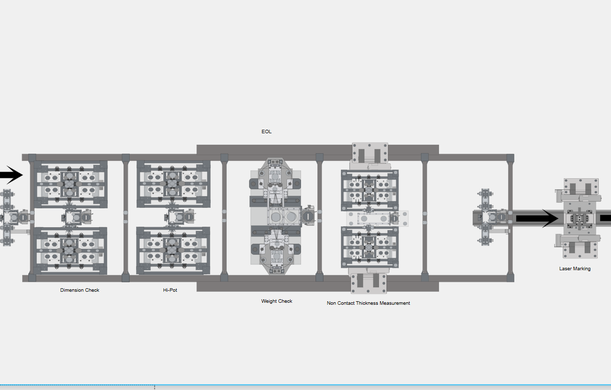 EOL
Dimension Check
Hi-Pot
Weight Check
Non Contact Thickness Measurement
Laser Marking